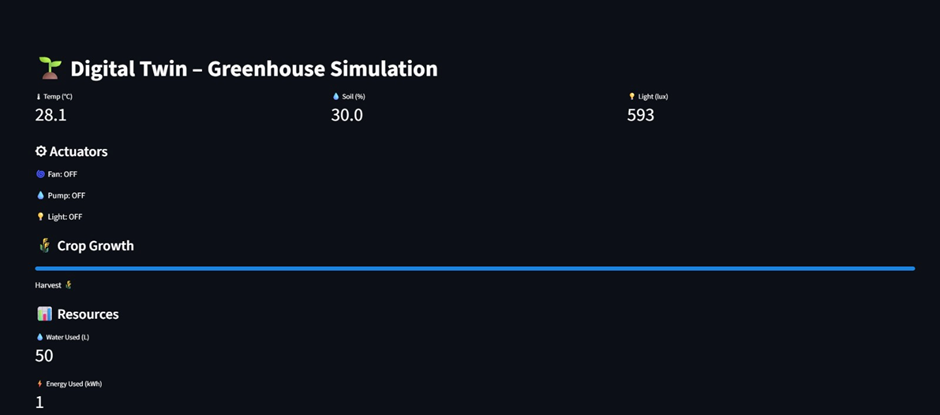 Digital Twin – Greenhouse Simulation
Temp (°C) Soil (%) Light (lux)
28.1 30.0 593
Actuators
Fan: OFF
Pump: OFF
Light: OFF
Crop Growth
Harvest
Resources
Water Used (L)
50
Energy Used (kWh)
1